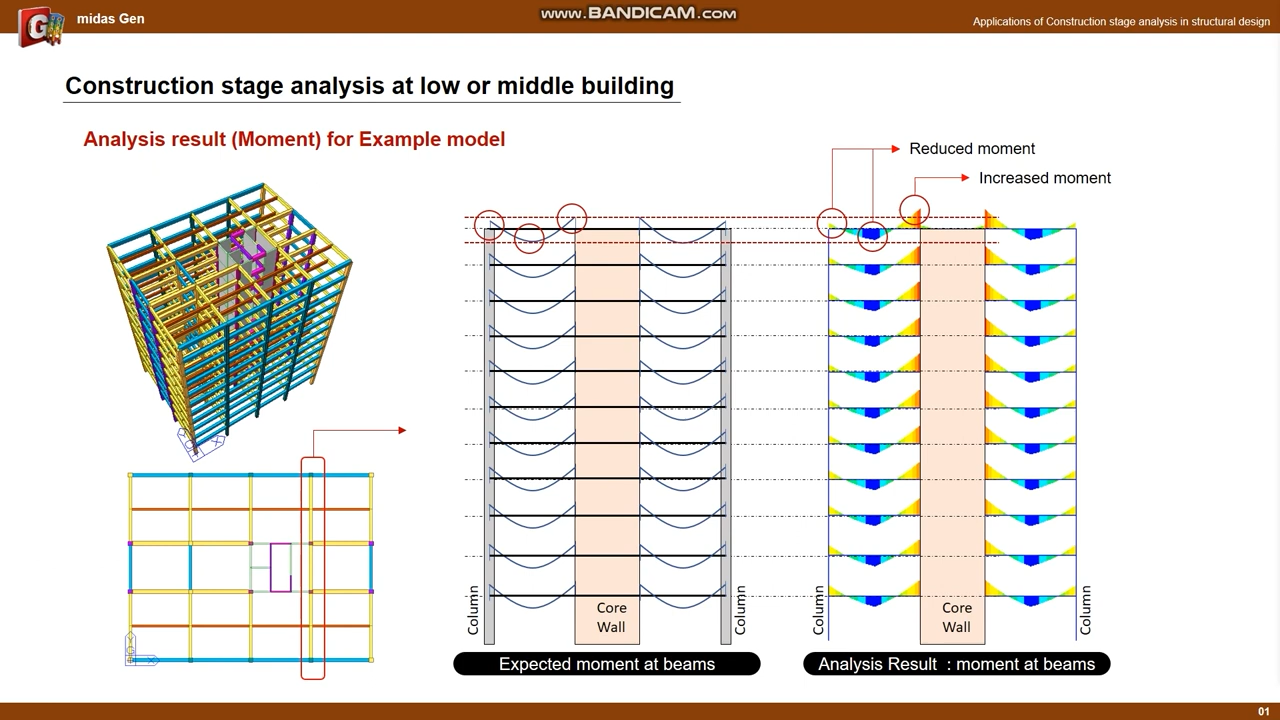 www.BANDICAM.com
midas Gen
Applications of Construction stage analysis in structural design
Construction stage analysis at low or middle building
Analysis result (Moment) for Example model
Reduced moment
Increased moment
Column
Core
Wall
Column
Column
Core
Wall
Column
Expected moment at beams
Analysis Result : moment at beams
01